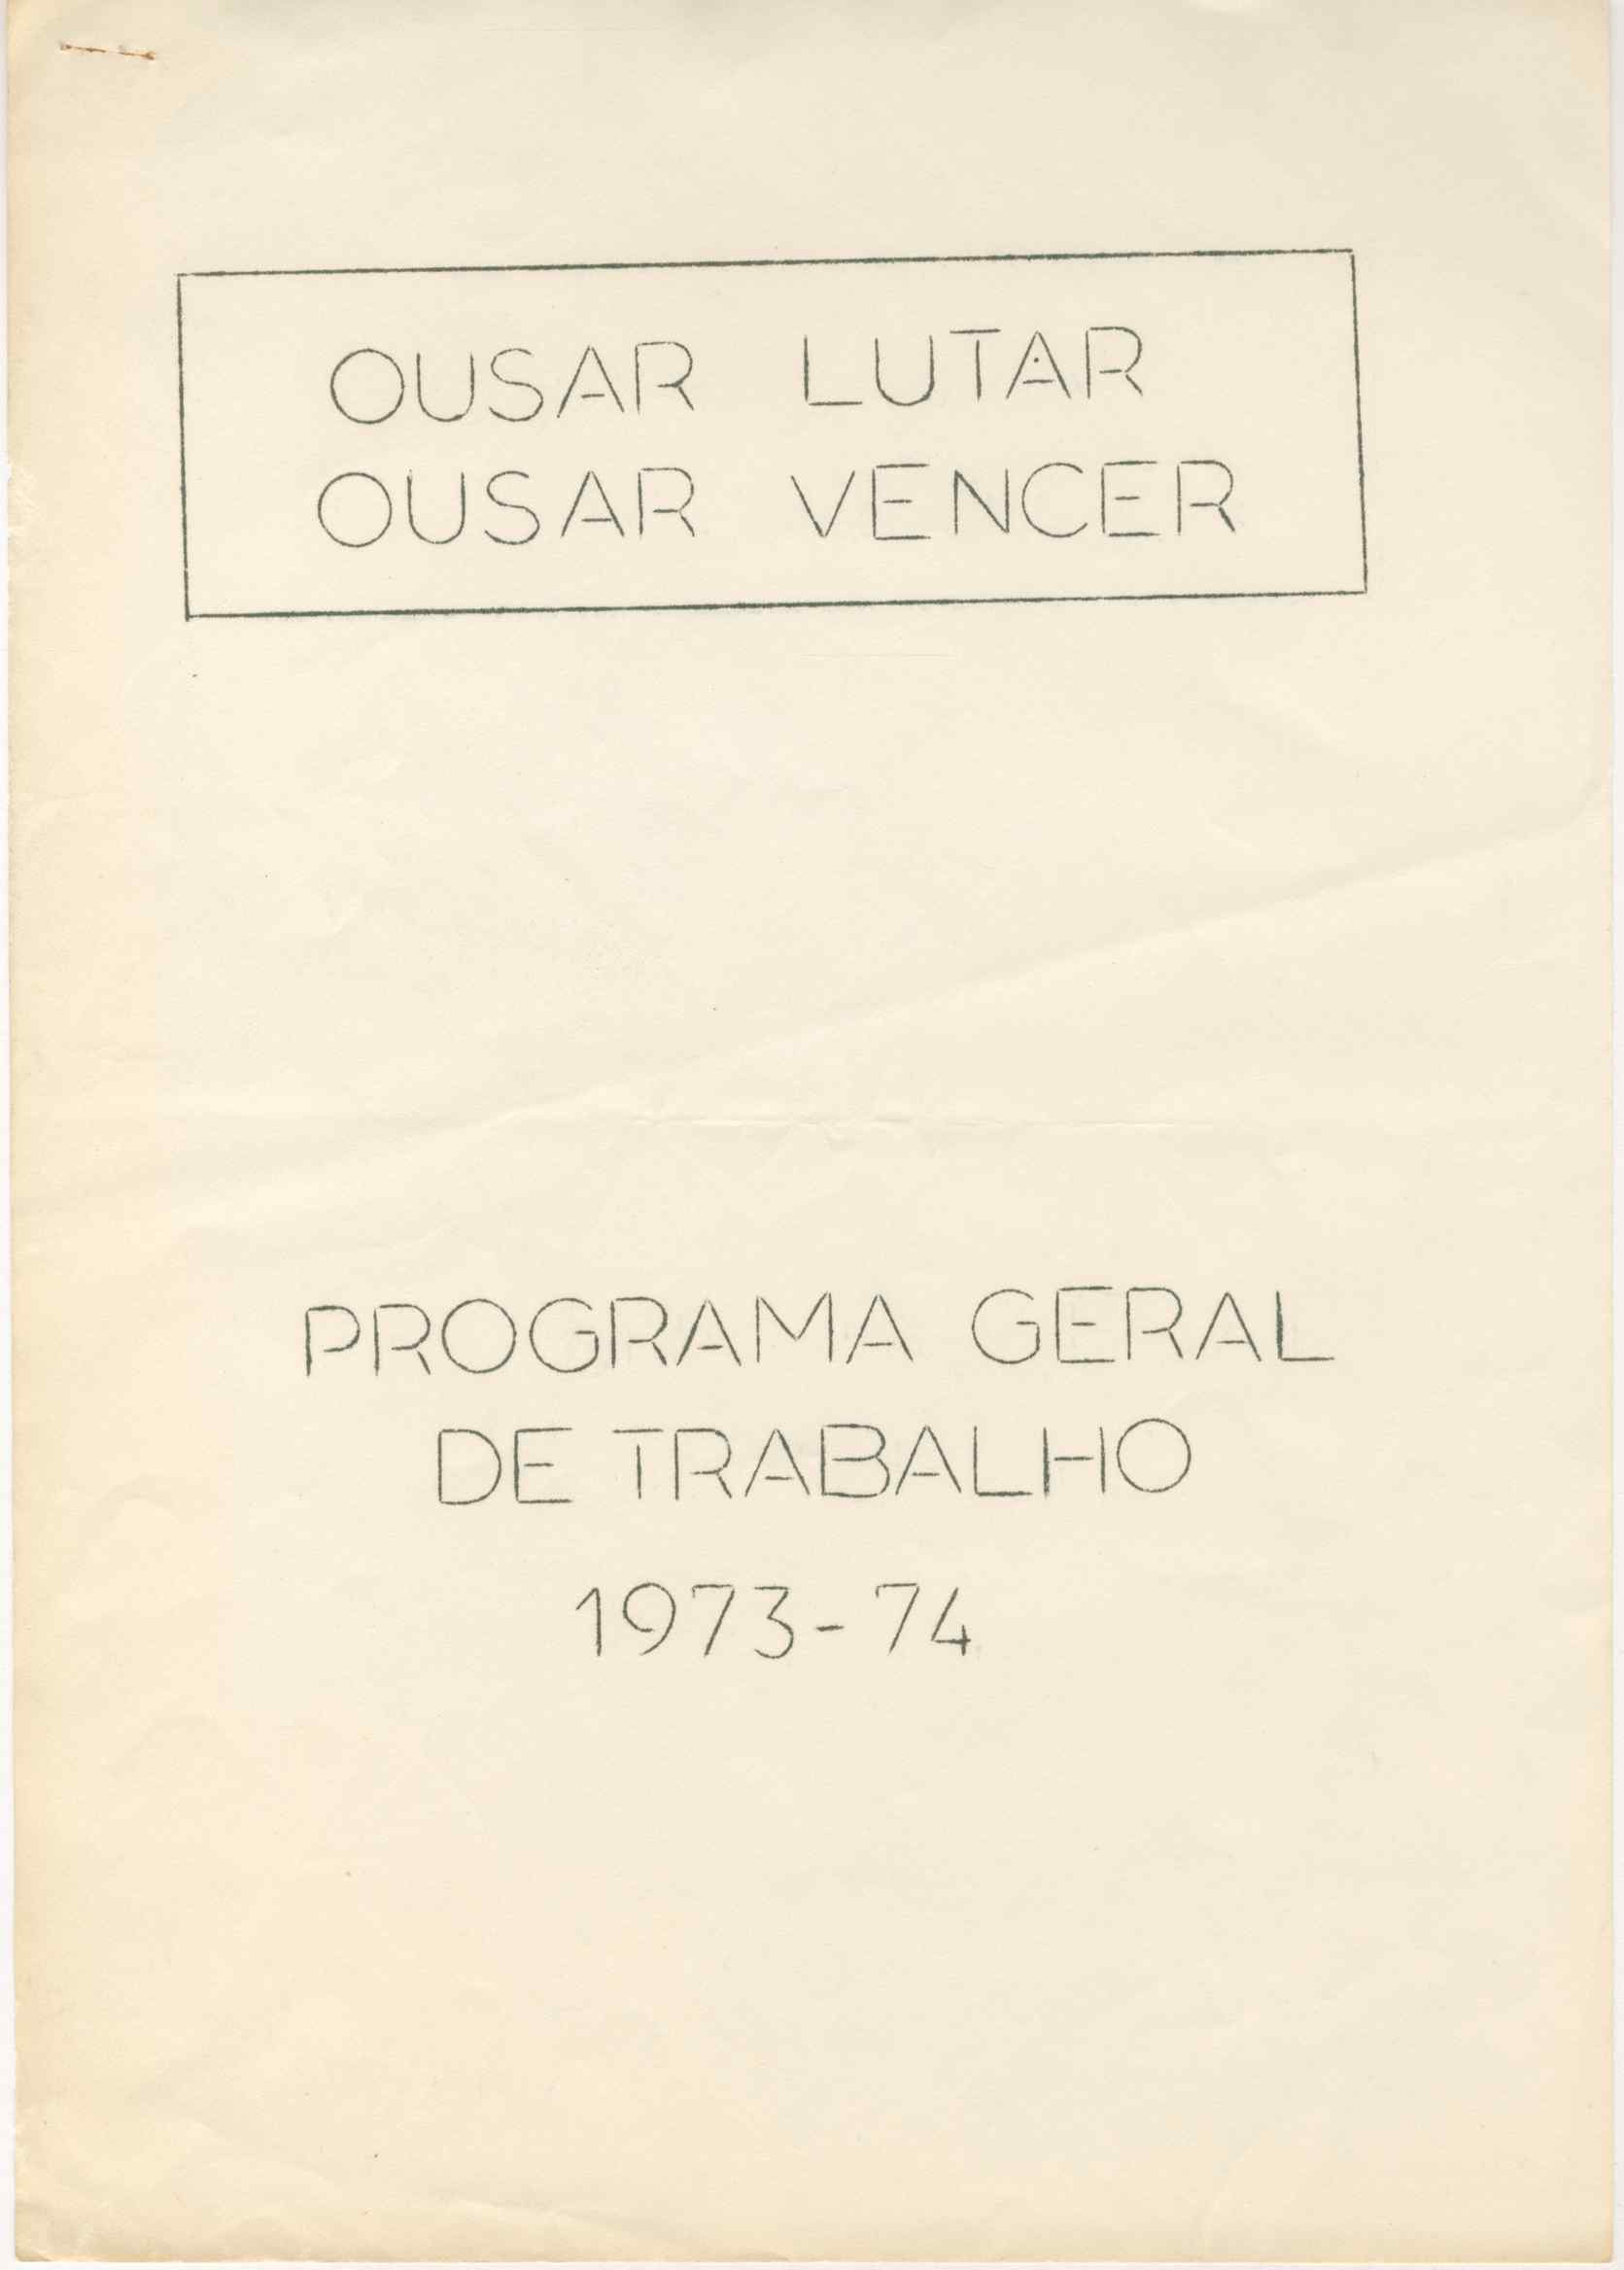 OUSAR LUTAR
OUSAR VENCER
PROGRAMA GERAL
DE TRABALHO
1973-74